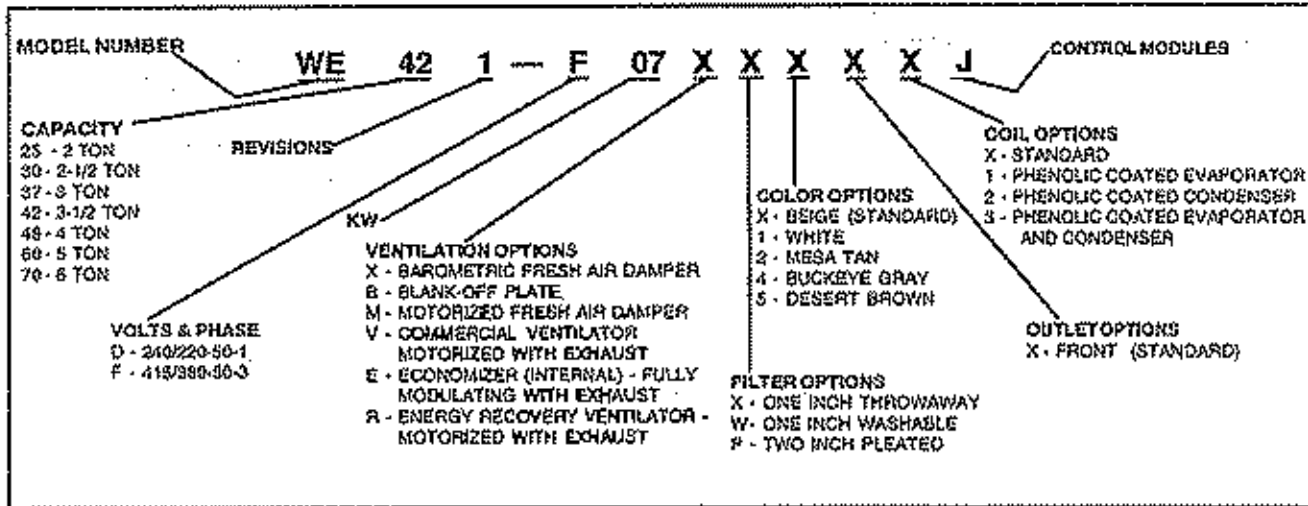 MODEL NUMBER
WE 42 1 — F 07 X X X X X J
CONTROL MODULES
CAPACITY
25 - 2 TON
30 - 2-1/2 TON
37 - 3 TON
42 - 3-1/2 TON
48 - 4 TON
60 - 5 TON
70 - 6 TON
REVISIONS
VOLTS & PHASE
D - 240/220-50-1
F - 415/380-50-3
KW
VENTILATION OPTIONS
X - BAROMETRIC FRESH AIR DAMPER
B - BLANK-OFF PLATE
M - MOTORIZED FRESH AIR DAMPER
V - COMMERCIAL VENTILATOR
MOTORIZED WITH EXHAUST
E - ECONOMIZER (INTERNAL) - FULLY
MODULATING WITH EXHAUST
R - ENERGY RECOVERY VENTILATOR -
MOTORIZED WITH EXHAUST
COLOR OPTIONS
X - BEIGE (STANDARD)
1 - WHITE
2 - MESA TAN
4 - BUCKEYE GRAY
5 - DESERT BROWN
FILTER OPTIONS
X - ONE INCH THROWAWAY
W - ONE INCH WASHABLE
P - TWO INCH PLEATED
COIL OPTIONS
X - STANDARD
1 - PHENOLIC COATED EVAPORATOR
2 - PHENOLIC COATED CONDENSER
3 - PHENOLIC COATED EVAPORATOR
AND CONDENSER
OUTLET OPTIONS
X - FRONT (STANDARD)